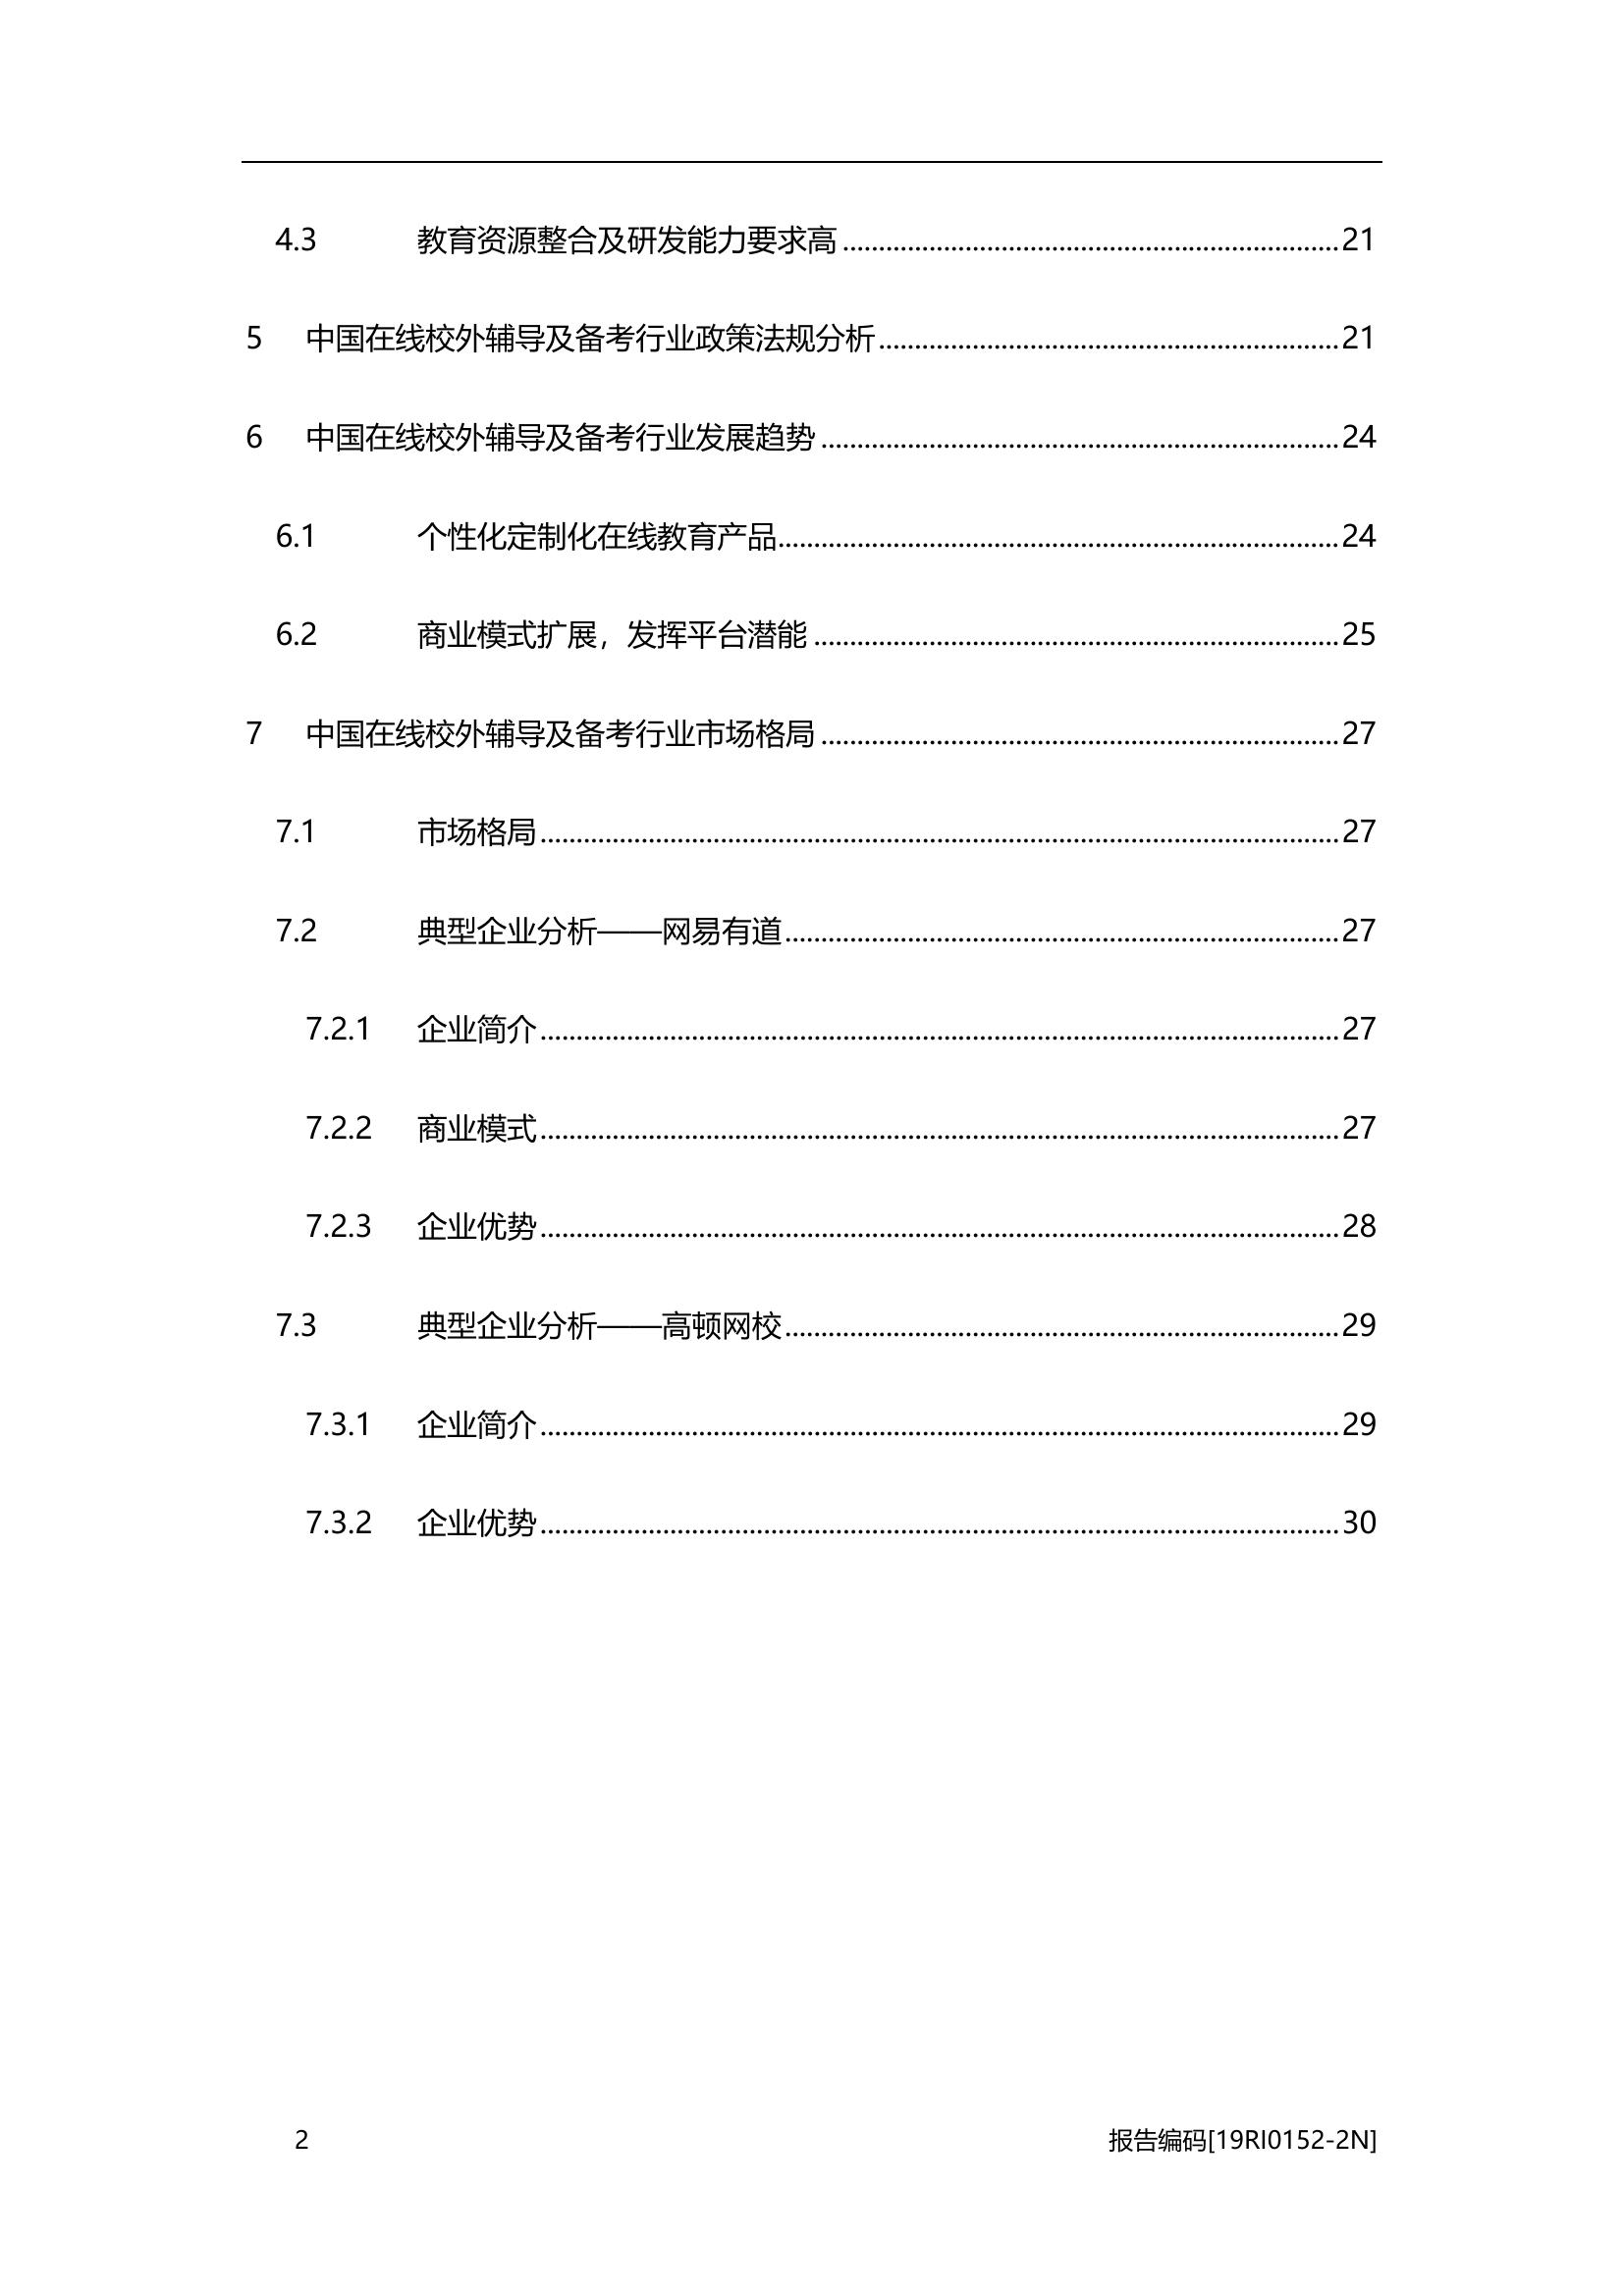 4.3 教育资源整合及研发能力要求高........................................21
5 中国在线校外辅导及备考行业政策法规分析........................................21
6 中国在线校外辅导及备考行业发展趋势........................................24
6.1 个性化定制化在线教育产品........................................24
6.2 商业模式扩展，发挥平台潜能........................................25
7 中国在线校外辅导及备考行业市场格局........................................27
7.1 市场格局........................................27
7.2 典型企业分析——网易有道........................................27
7.2.1 企业简介........................................27
7.2.2 商业模式........................................27
7.2.3 企业优势........................................28
7.3 典型企业分析——高顿网校........................................29
7.3.1 企业简介........................................29
7.3.2 企业优势........................................30
2 报告编码[19RI0152-2N]